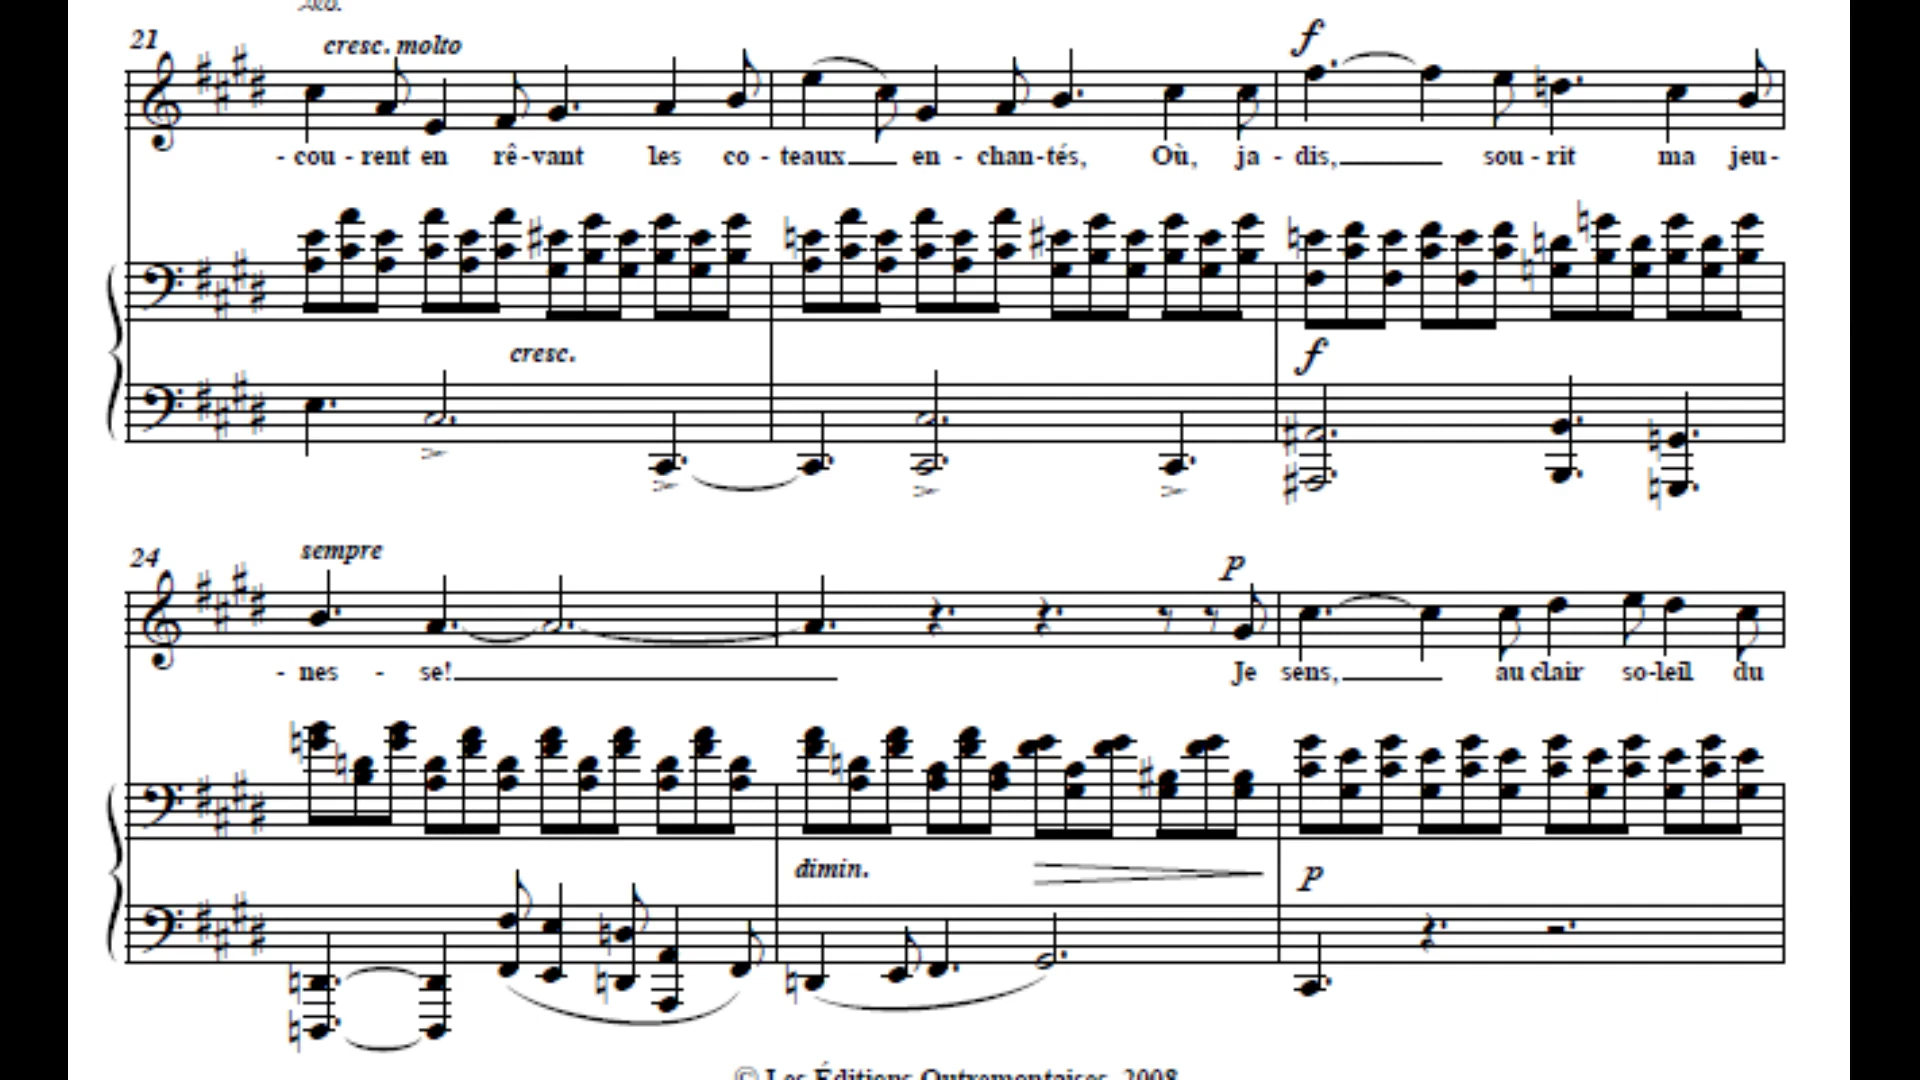 21 cresc. molto f
- cou - rent en rê - vant les co - teaux en - chan - tés, Où, ja - dis, sou - rit ma jeu -
cresc. f
24 sempre p
- nes - se! Je sens, au clair so - leil du
dimin. p
© Les Éditions Outremontaises, 2008